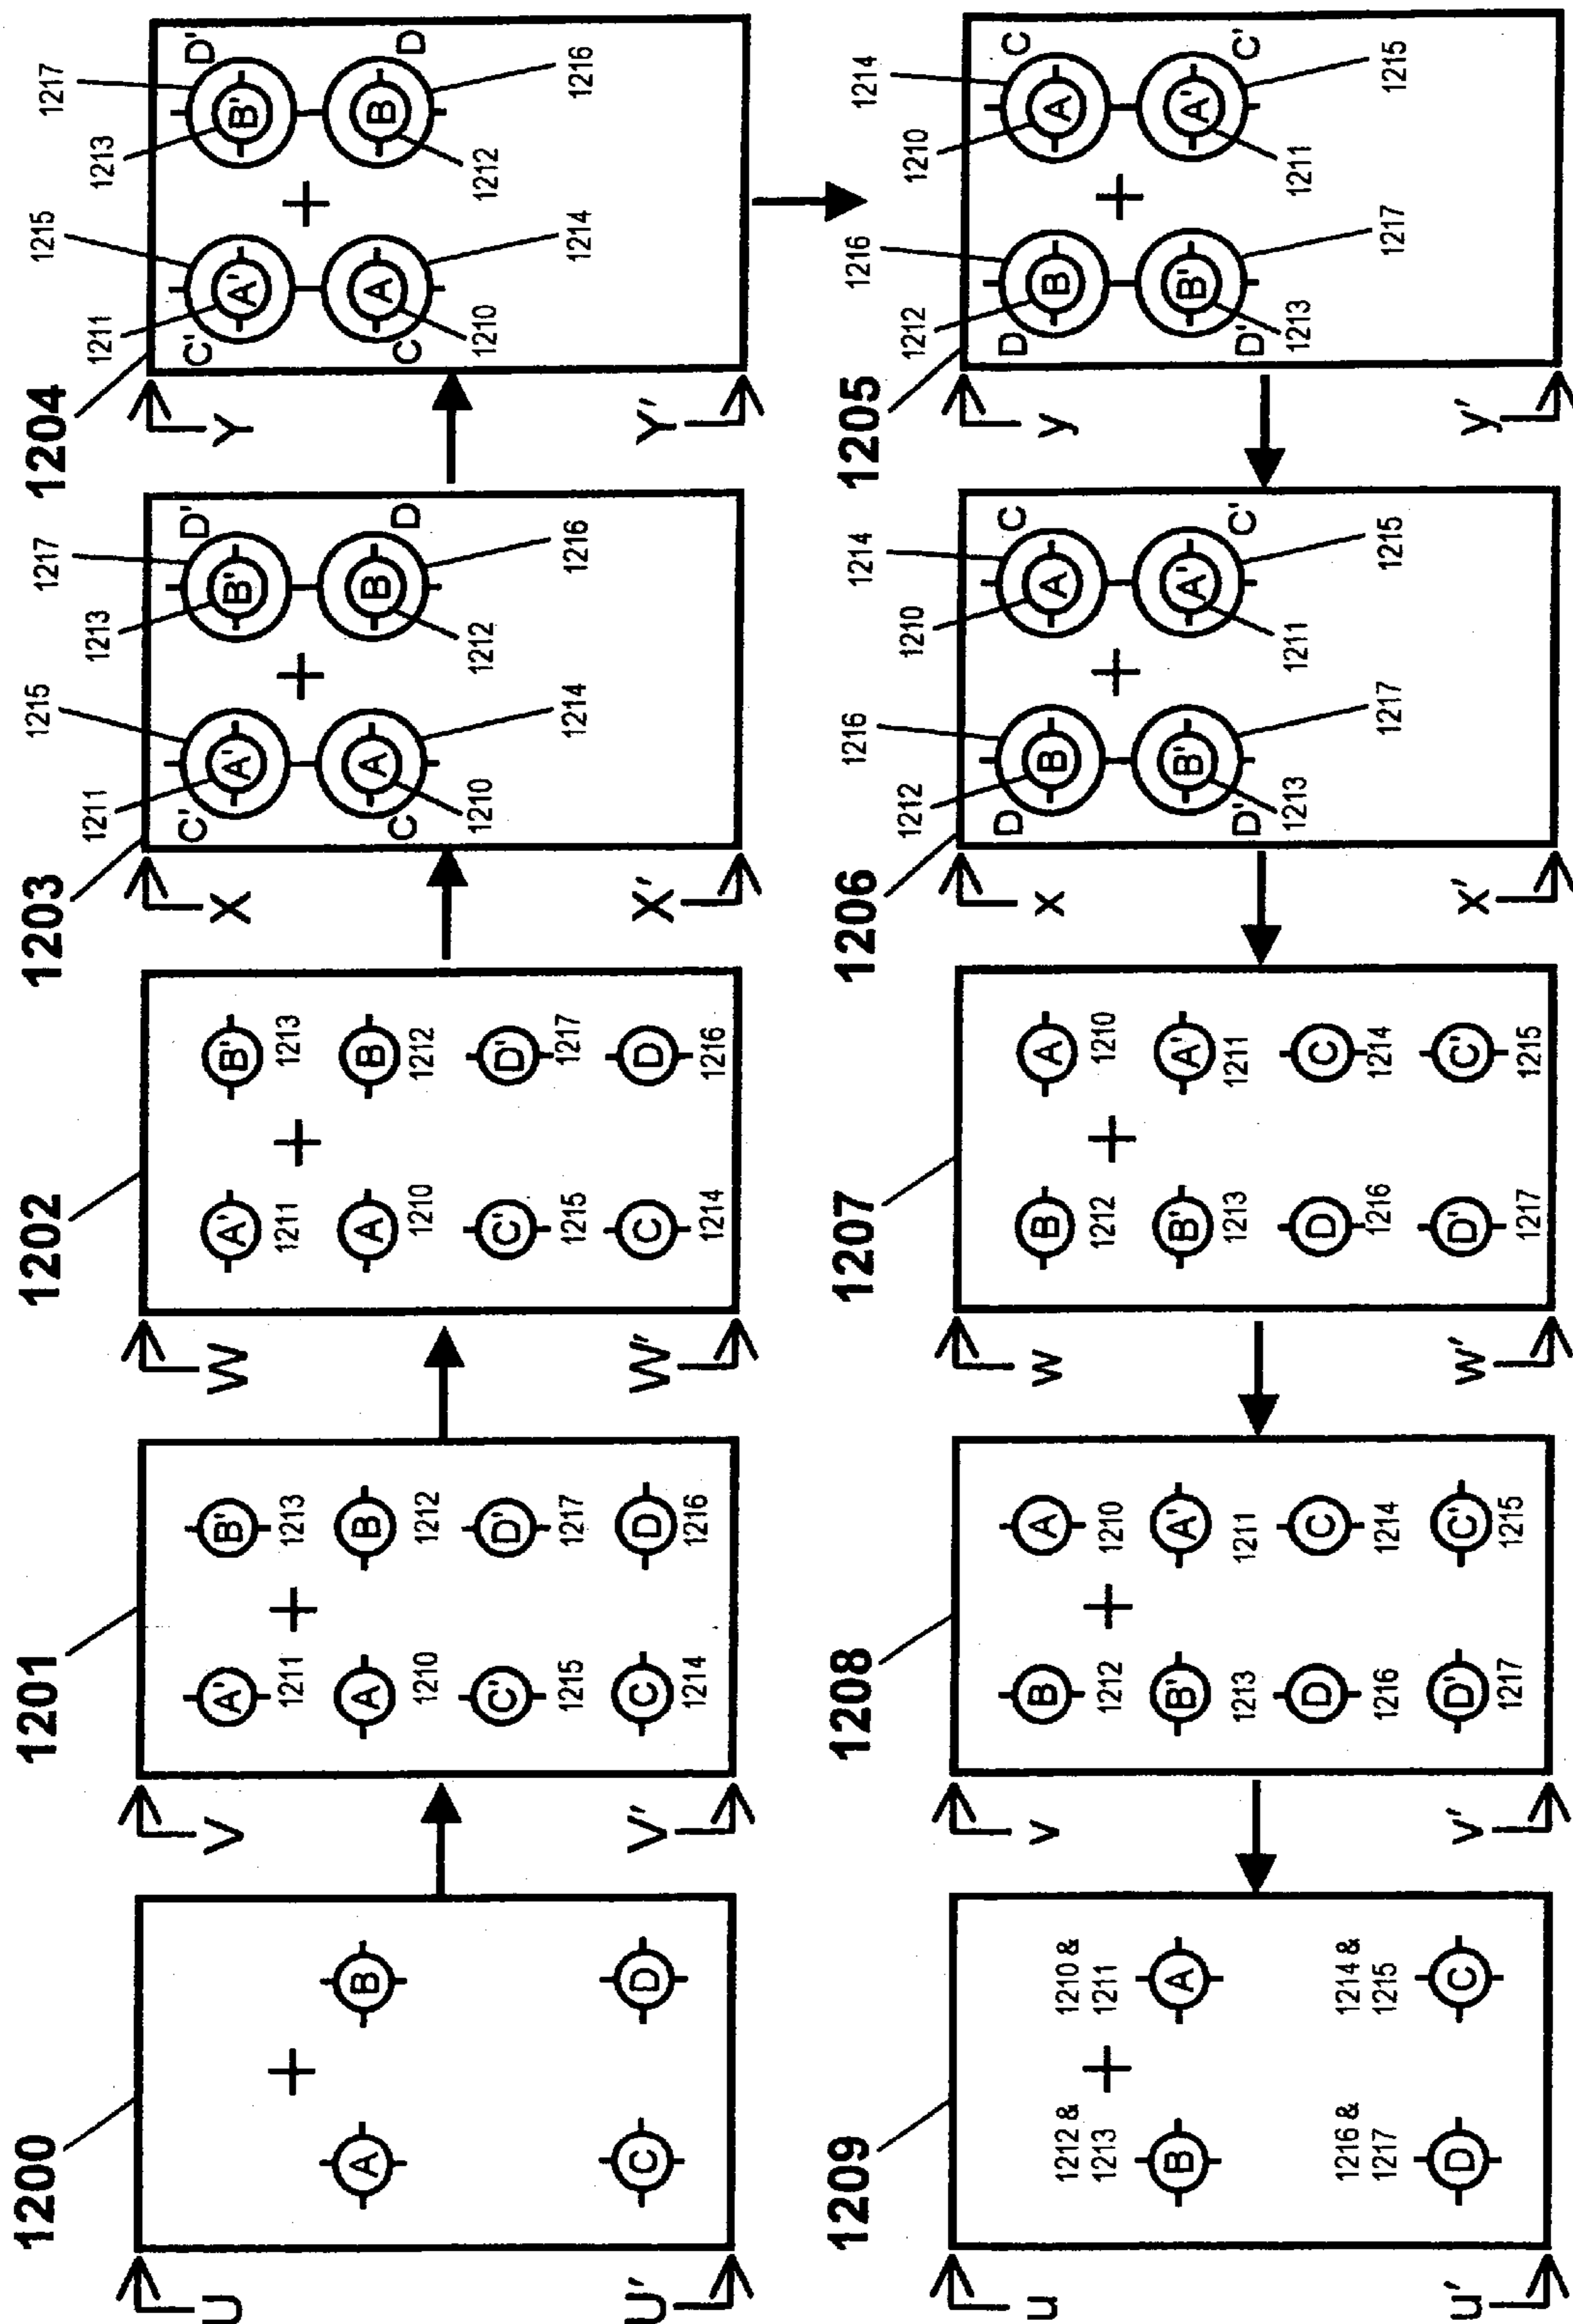 1200
A
B
C
D
U
U'
1201
A'
1211
B'
1213
A
1210
B
1212
C'
1215
D'
1217
C
1214
D
1216
V
V'
1202
A'
1211
B'
1213
A
1210
B
1212
C'
1215
D'
1217
C
1214
D
1216
W
W'
1203
1215
1217
1211
1213
C'
A'
B'
D'
C
A
B
D
1210
1212
1214
1216
X
X'
1204
1215
1217
1211
1213
C'
A'
B'
D'
C
A
B
D
1210
1212
1214
1216
Y
Y'
1205
1216
1214
1212
1210
D
B
A
C
D'
B'
A'
C'
1213
1211
1217
1215
y
y'
1206
1216
1214
1212
1210
D
B
A
C
D'
B'
A'
C'
1213
1211
1217
1215
x
x'
1207
B
1212
A
1210
B'
1213
A'
1211
D
1216
C
1214
D'
1217
C'
1215
w
w'
1208
B
1212
A
1210
B'
1213
A'
1211
D
1216
C
1214
D'
1217
C'
1215
v
v'
1209
1212 &
1213
B
1210 &
1211
A
1216 &
1217
D
1214 &
1215
C
u
u'